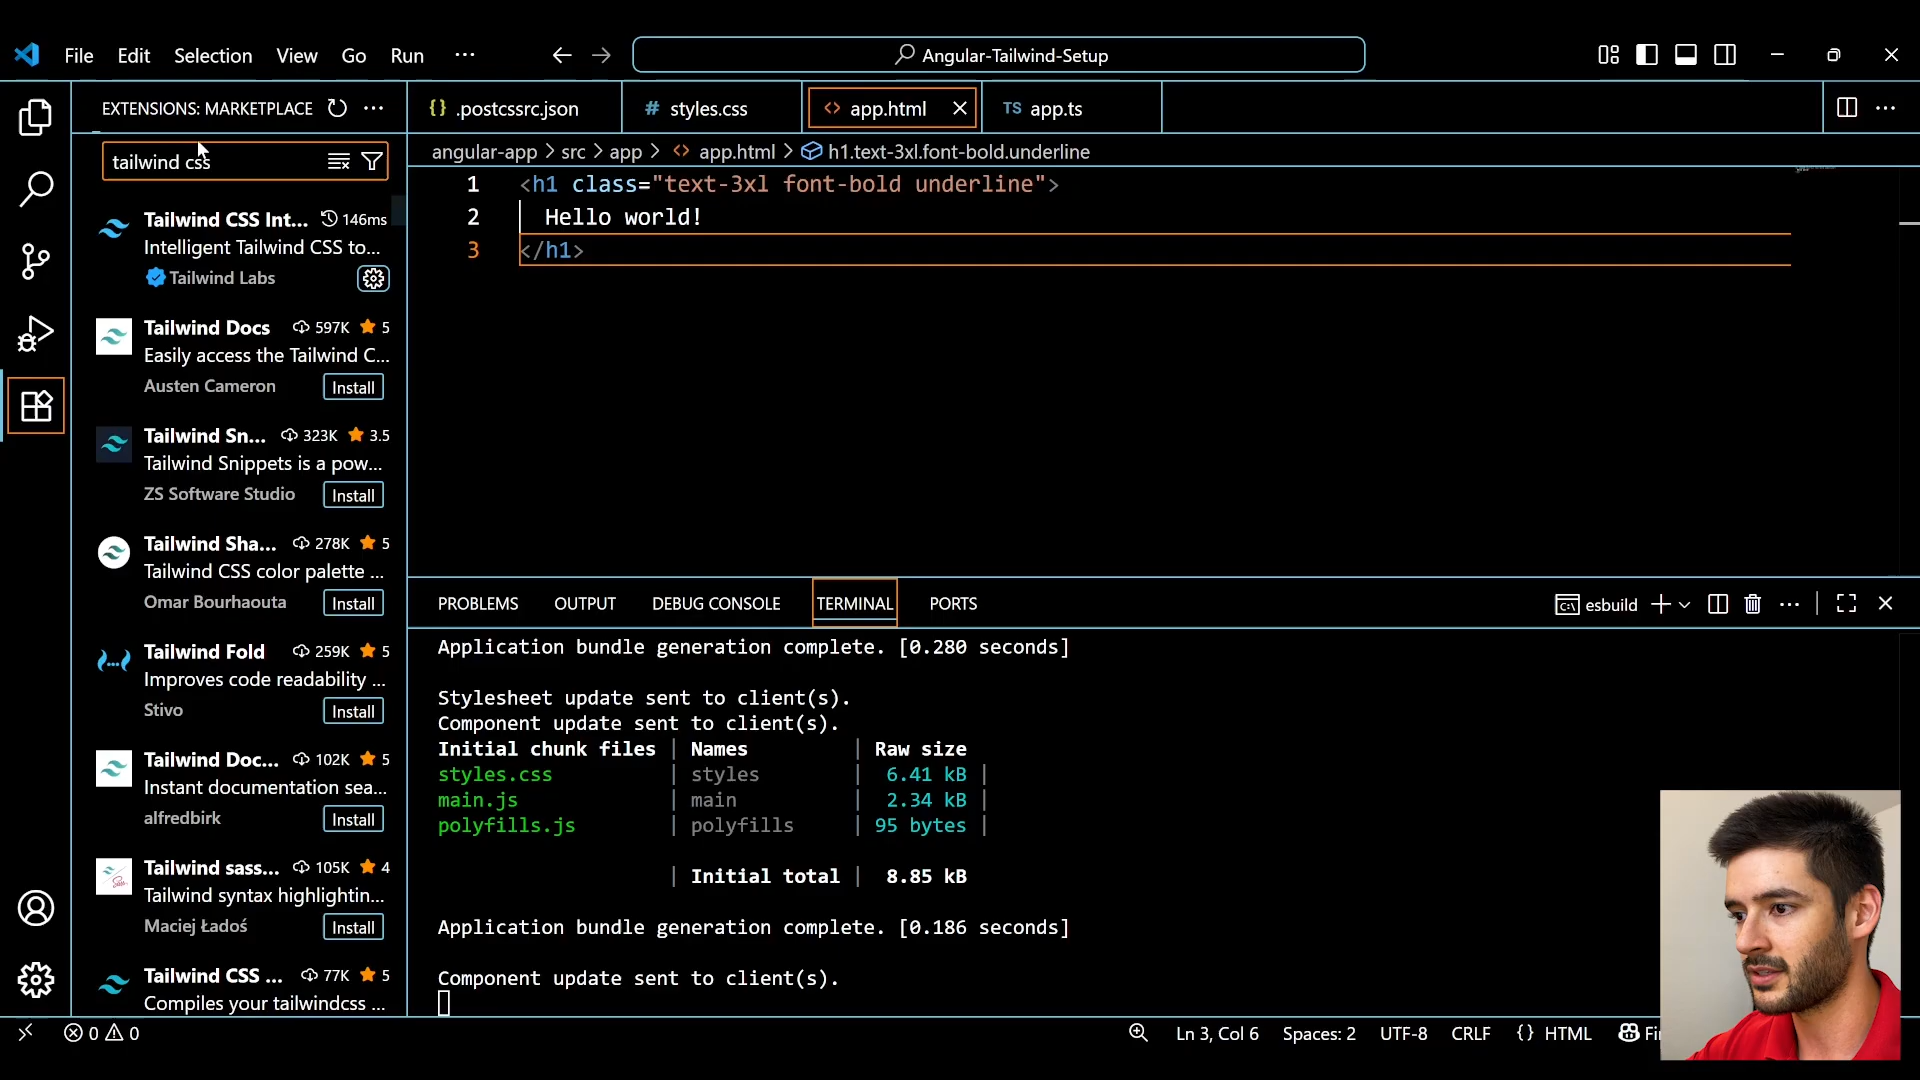 File Edit Selection View Go Run ···
Angular-Tailwind-Setup
EXTENSIONS: MARKETPLACE
tailwind css
Tailwind CSS Int... 146ms
Intelligent Tailwind CSS to...
Tailwind Labs
Tailwind Docs 597K 5
Easily access the Tailwind C...
Austen Cameron Install
Tailwind Sn... 323K 3.5
Tailwind Snippets is a pow...
ZS Software Studio Install
Tailwind Sha... 278K 5
Tailwind CSS color palette ...
Omar Bourhaouta Install
Tailwind Fold 259K 5
Improves code readability ...
Stivo Install
Tailwind Doc... 102K 5
Instant documentation sea...
alfredbirk Install
Tailwind sass... 105K 4
Tailwind syntax highlightin...
Maciej Ładoś Install
Tailwind CSS ... 77K 5
Compiles your tailwindcss ...
{} .postcssrc.json # styles.css <> app.html TS app.ts
angular-app > src > app > <> app.html > h1.text-3xl.font-bold.underline
1 <h1 class="text-3xl font-bold underline">
2 Hello world!
3 </h1>
PROBLEMS OUTPUT DEBUG CONSOLE TERMINAL PORTS
esbuild
Application bundle generation complete. [0.280 seconds]
Stylesheet update sent to client(s).
Component update sent to client(s).
Initial chunk files | Names | Raw size
styles.css | styles | 6.41 kB |
main.js | main | 2.34 kB |
polyfills.js | polyfills | 95 bytes |
| Initial total | 8.85 kB
Application bundle generation complete. [0.186 seconds]
Component update sent to client(s).
0 0
Ln 3, Col 6 Spaces: 2 UTF-8 CRLF {} HTML